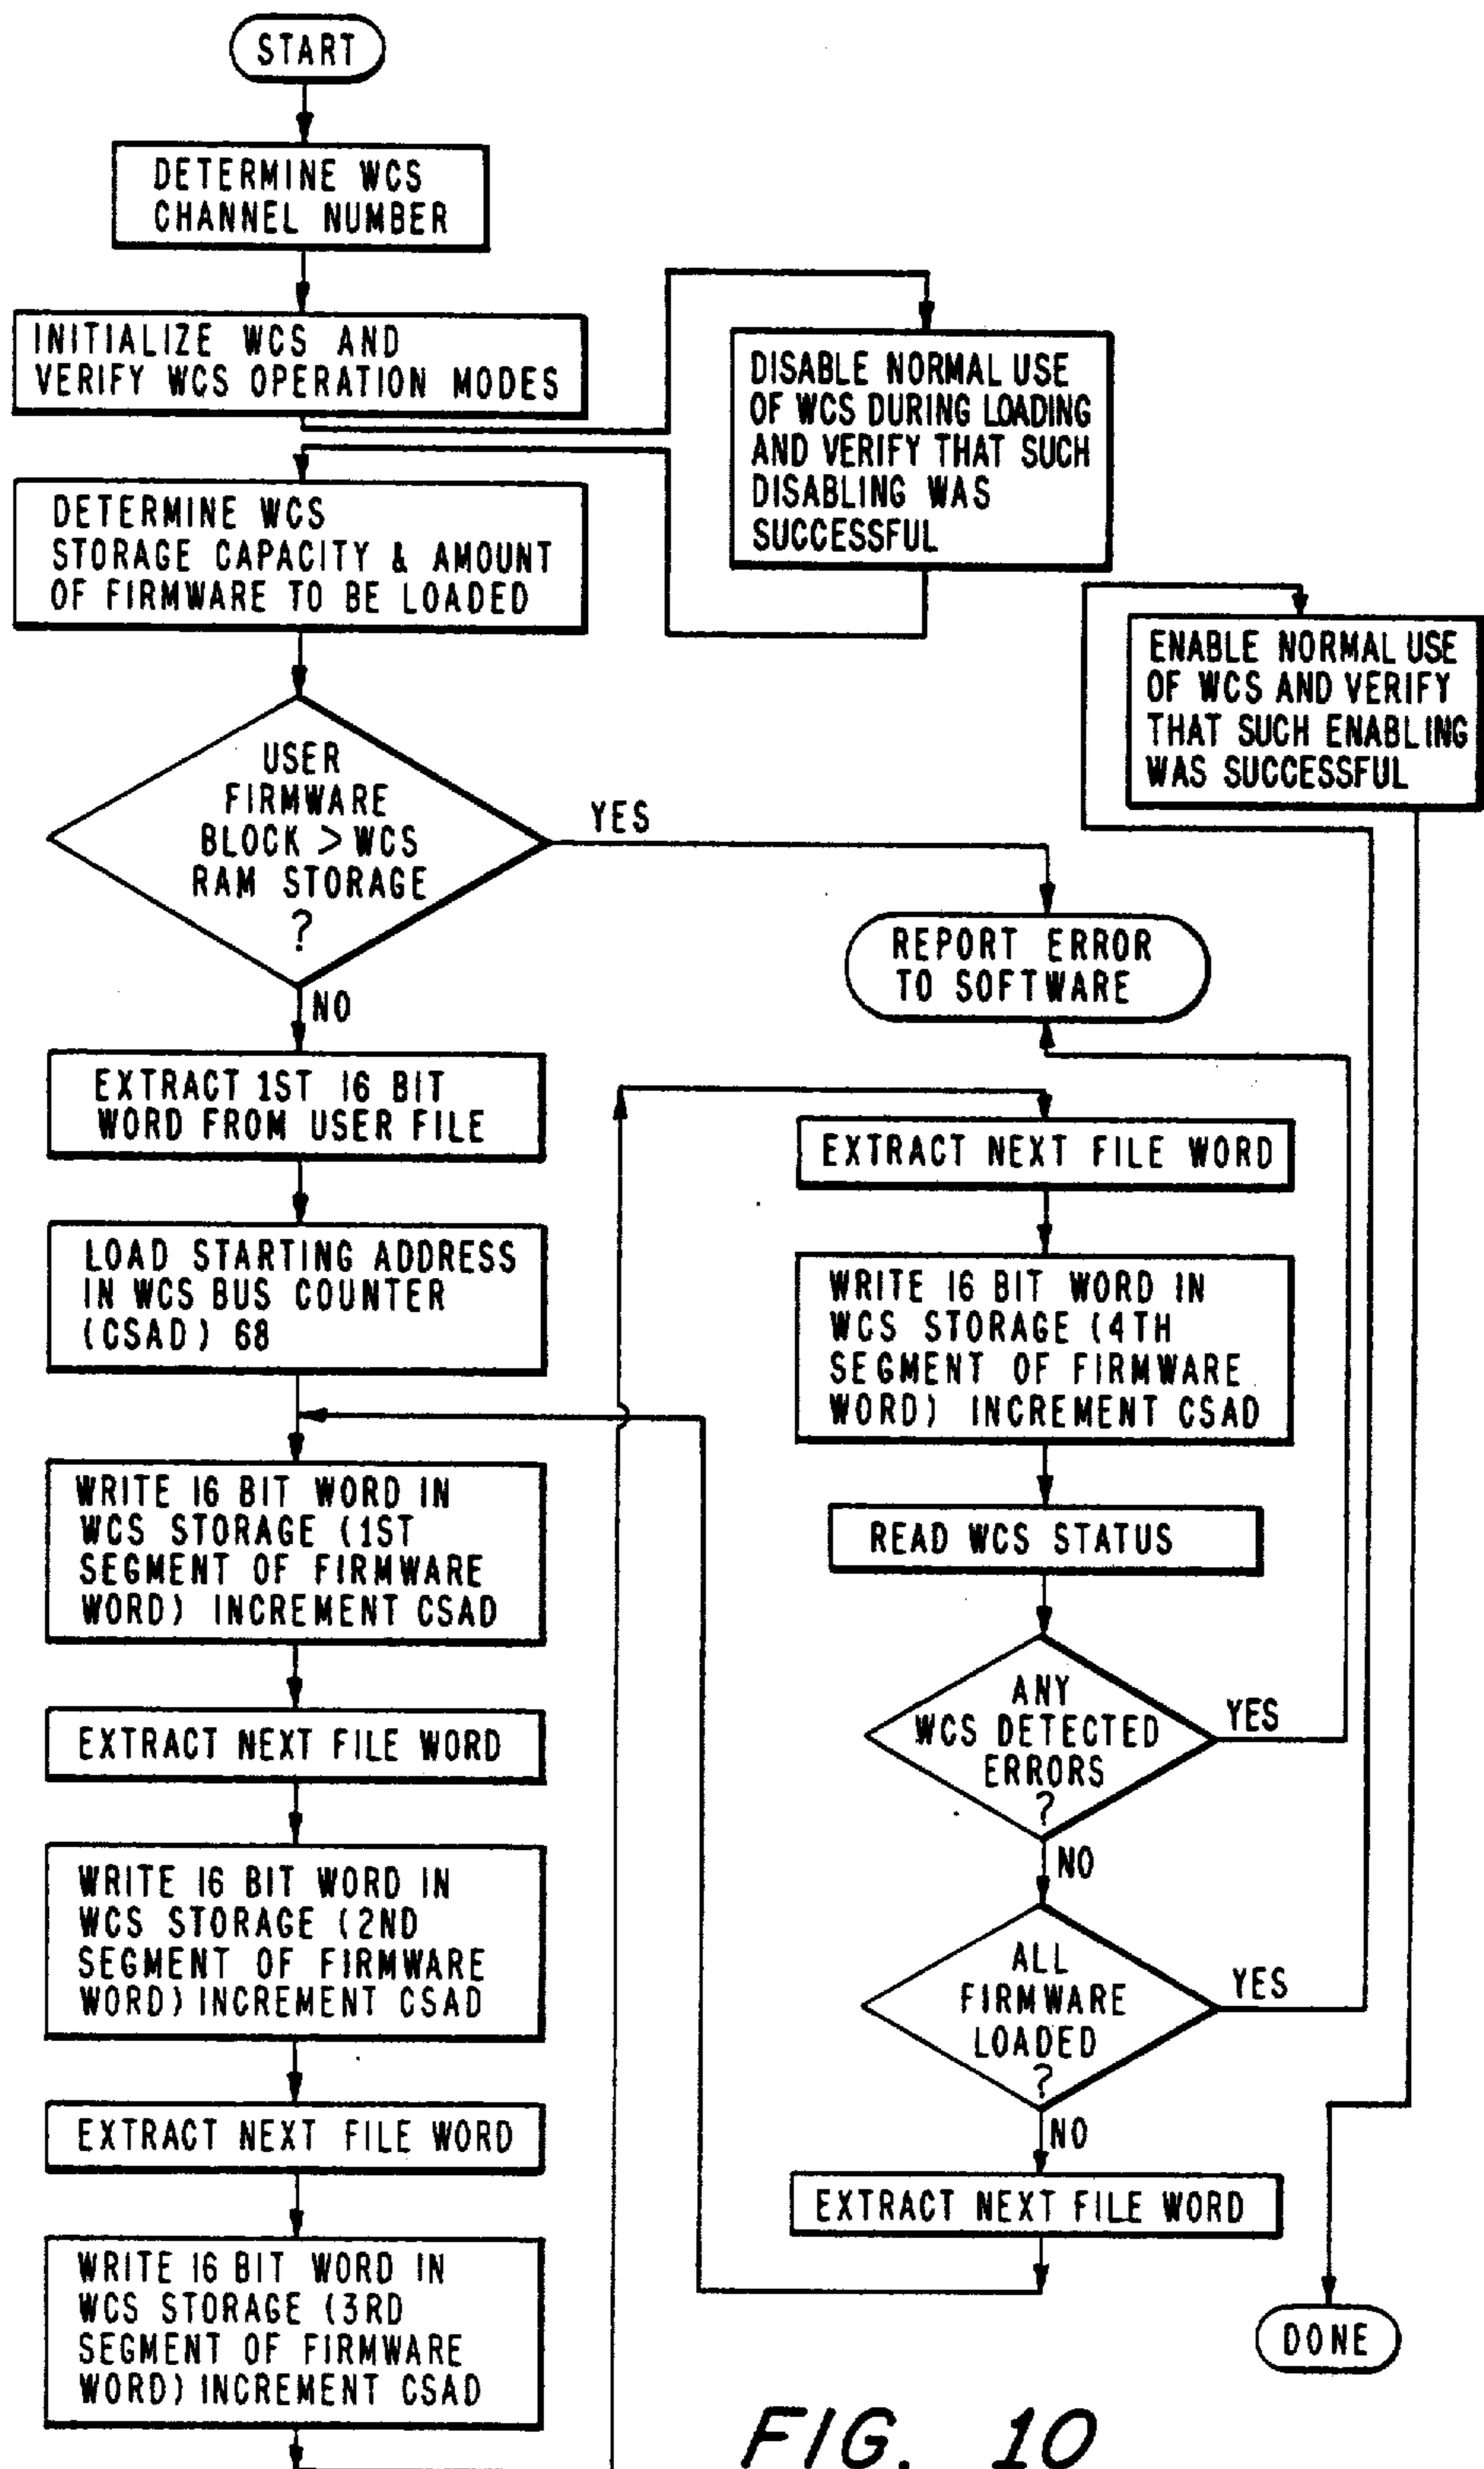 START
DETERMINE WCS
CHANNEL NUMBER
INITIALIZE WCS AND
VERIFY WCS OPERATION MODES
DISABLE NORMAL USE
OF WCS DURING LOADING
AND VERIFY THAT SUCH
DISABLING WAS
SUCCESSFUL
DETERMINE WCS
STORAGE CAPACITY & AMOUNT
OF FIRMWARE TO BE LOADED
USER
FIRMWARE
BLOCK > WCS
RAM STORAGE
?
YES
NO
REPORT ERROR
TO SOFTWARE
EXTRACT 1ST 16 BIT
WORD FROM USER FILE
LOAD STARTING ADDRESS
IN WCS BUS COUNTER
(CSAD) 68
WRITE 16 BIT WORD IN
WCS STORAGE (1ST
SEGMENT OF FIRMWARE
WORD) INCREMENT CSAD
EXTRACT NEXT FILE WORD
WRITE 16 BIT WORD IN
WCS STORAGE (2ND
SEGMENT OF FIRMWARE
WORD) INCREMENT CSAD
EXTRACT NEXT FILE WORD
WRITE 16 BIT WORD IN
WCS STORAGE (3RD
SEGMENT OF FIRMWARE
WORD) INCREMENT CSAD
EXTRACT NEXT FILE WORD
WRITE 16 BIT WORD IN
WCS STORAGE (4TH
SEGMENT OF FIRMWARE
WORD) INCREMENT CSAD
READ WCS STATUS
ANY
WCS DETECTED
ERRORS
?
YES
NO
ALL
FIRMWARE
LOADED
?
YES
NO
EXTRACT NEXT FILE WORD
ENABLE NORMAL USE
OF WCS AND VERIFY
THAT SUCH ENABLING
WAS SUCCESSFUL
DONE
FIG. 10